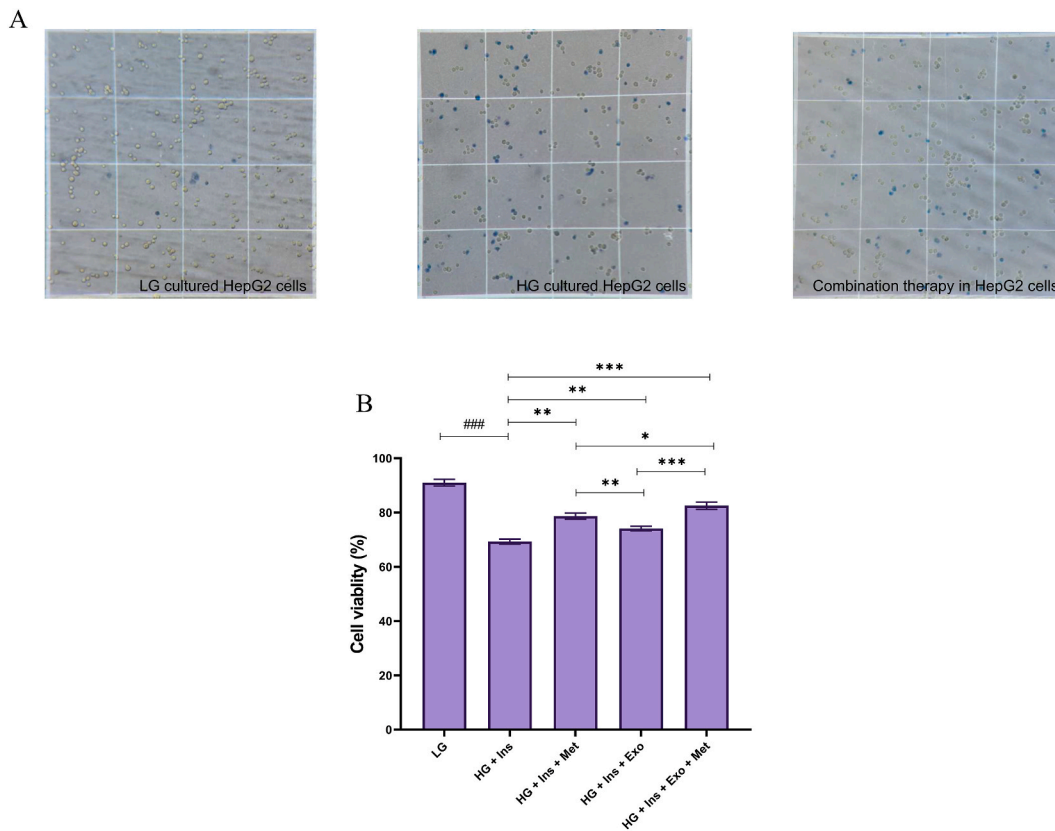 A
LG cultured HepG2 cells
HG cultured HepG2 cells
Combination therapy in HepG2 cells
B
***
**
**
###
*
***
**
Cell viablity (%)
100
80
60
40
20
0
LG
HG + Ins
HG + Ins + Met
HG + Ins + Exo
HG + Ins + Exo + Met